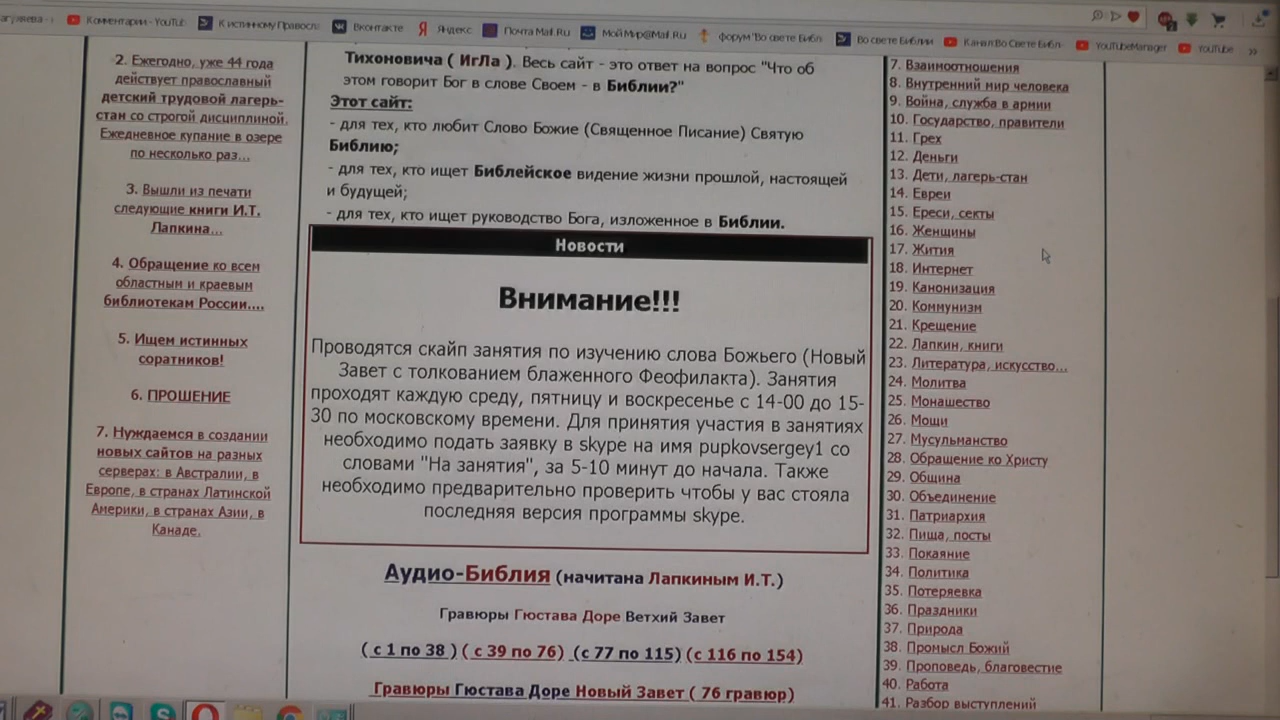 Комментарии - YouTub
К истинному Правосл
Вконтакте
Яндекс
Почта Mail.Ru
МойМир@Mail.Ru
форум "Во свете Библ
Во свете Библии
Канал:Во Свете Библ
YouTubeManager
YouTube
2. Ежегодно, уже 44 года
действует православный
детский трудовой лагерь-
стан со строгой дисциплиной.
Ежедневное купание в озере
по несколько раз...
3. Вышли из печати
следующие книги И.Т.
Лапкина...
4. Обращение ко всем
областным и краевым
библиотекам России....
5. Ищем истинных
соратников!
6. ПРОШЕНИЕ
7. Нуждаемся в создании
новых сайтов на разных
серверах: в Австралии, в
Европе, в странах Латинской
Америки, в странах Азии, в
Канаде.
Тихоновича ( ИгЛа ). Весь сайт - это ответ на вопрос "Что об
этом говорит Бог в слове Своем - в Библии?"
Этот сайт:
- для тех, кто любит Слово Божие (Священное Писание) Святую
Библию;
- для тех, кто ищет Библейское видение жизни прошлой, настоящей
и будущей;
- для тех, кто ищет руководство Бога, изложенное в Библии.
Новости
Внимание!!!
Проводятся скайп занятия по изучению слова Божьего (Новый
Завет с толкованием блаженного Феофилакта). Занятия
проходят каждую среду, пятницу и воскресенье с 14-00 до 15-
30 по московскому времени. Для принятия участия в занятиях
необходимо подать заявку в skype на имя pupkovsergey1 со
словами "На занятия", за 5-10 минут до начала. Также
необходимо предварительно проверить чтобы у вас стояла
последняя версия программы skype.
Аудио-Библия (начитана Лапкиным И.Т.)
Гравюры Гюстава Доре Ветхий Завет
( с 1 по 38 ) ( с 39 по 76) (с 77 по 115) (с 116 по 154)
Гравюры Гюстава Доре Новый Завет ( 76 гравюр)
7. Взаимоотношения
8. Внутренний мир человека
9. Война, служба в армии
10. Государство, правители
11. Грех
12. Деньги
13. Дети, лагерь-стан
14. Евреи
15. Ереси, секты
16. Женщины
17. Жития
18. Интернет
19. Канонизация
20. Коммунизм
21. Крещение
22. Лапкин, книги
23. Литература, искусство...
24. Молитва
25. Монашество
26. Мощи
27. Мусульманство
28. Обращение ко Христу
29. Община
30. Объединение
31. Патриархия
32. Пища, посты
33. Покаяние
34. Политика
35. Потеряевка
36. Праздники
37. Природа
38. Промысл Божий
39. Проповедь, благовестие
40. Работа
41. Разбор выступлений